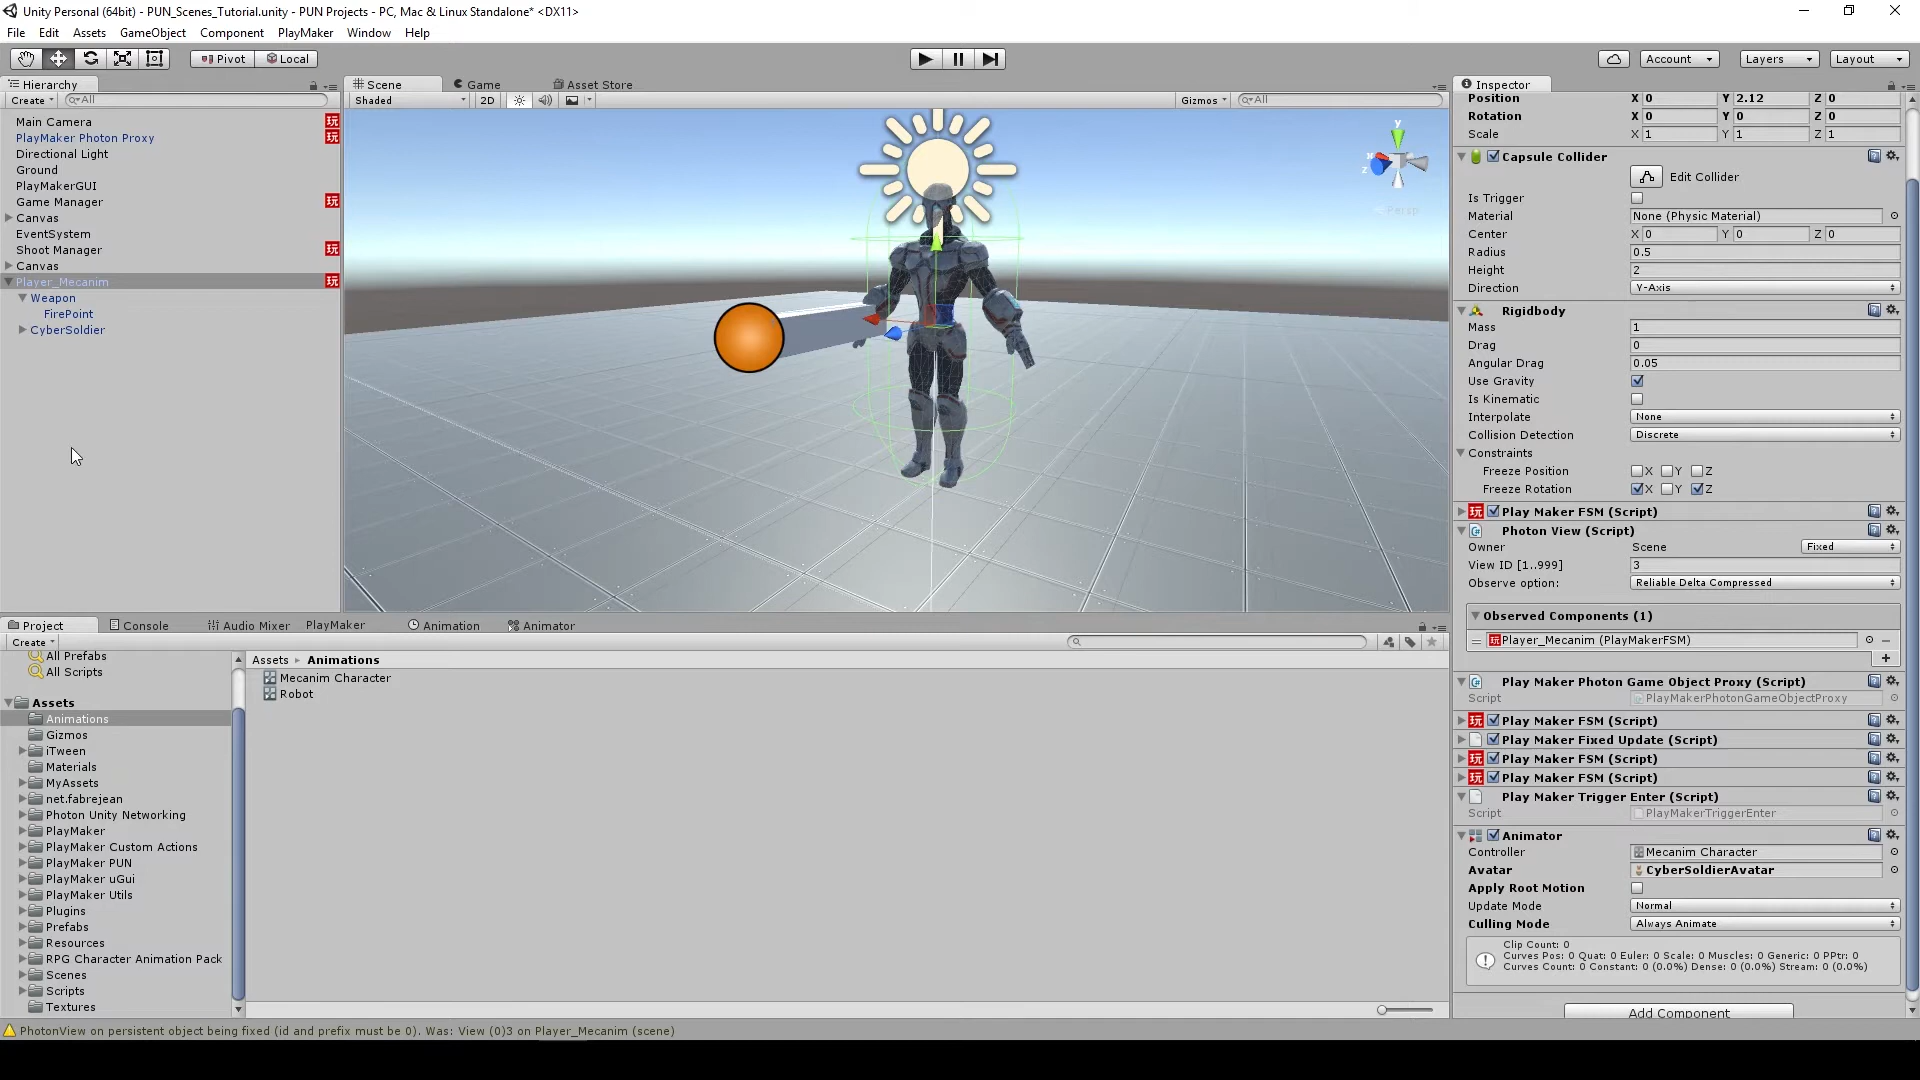 Unity Personal (64bit) - PUN_Scenes_Tutorial.unity - PUN Projects - PC, Mac & Linux Standalone* <DX11>
File Edit Assets GameObject Component PlayMaker Window Help
Pivot Local Account Layers Layout
Hierarchy
Create All
Main Camera
PlayMaker Photon Proxy
Directional Light
Ground
PlayMakerGUI
Game Manager
Canvas
EventSystem
Shoot Manager
Canvas
Player_Mecanim
Weapon
FirePoint
CyberSoldier
玩
玩
玩
玩
玩
Scene Game Asset Store
Shaded 2D Gizmos All
y
x
z
Persp
Inspector
Position X 0 Y 2.12 Z 0
Rotation X 0 Y 0 Z 0
Scale X 1 Y 1 Z 1
Capsule Collider
Edit Collider
Is Trigger
Material None (Physic Material)
Center X 0 Y 0 Z 0
Radius 0.5
Height 2
Direction Y-Axis
Rigidbody
Mass 1
Drag 0
Angular Drag 0.05
Use Gravity
Is Kinematic
Interpolate None
Collision Detection Discrete
Constraints
Freeze Position X Y Z
Freeze Rotation X Y Z
玩 Play Maker FSM (Script)
Photon View (Script)
Owner Scene Fixed
View ID [1..999] 3
Observe option: Reliable Delta Compressed
Observed Components (1)
玩 Player_Mecanim (PlayMakerFSM)
Play Maker Photon Game Object Proxy (Script)
Script PlayMakerPhotonGameObjectProxy
玩 Play Maker FSM (Script)
Play Maker Fixed Update (Script)
玩 Play Maker FSM (Script)
玩 Play Maker FSM (Script)
Play Maker Trigger Enter (Script)
Script PlayMakerTriggerEnter
Animator
Controller Mecanim Character
Avatar CyberSoldierAvatar
Apply Root Motion
Update Mode Normal
Culling Mode Always Animate
Clip Count: 0
Curves Pos: 0 Quat: 0 Euler: 0 Scale: 0 Muscles: 0 Generic: 0 PPtr: 0
Curves Count: 0 Constant: 0 (0.0%) Dense: 0 (0.0%) Stream: 0 (0.0%)
Add Component
Project Console Audio Mixer PlayMaker Animation Animator
Create
All Prefabs
All Scripts
Assets
Animations
Gizmos
iTween
Materials
MyAssets
net.fabrejean
Photon Unity Networking
PlayMaker
PlayMaker Custom Actions
PlayMaker PUN
PlayMaker uGui
PlayMaker Utils
Plugins
Prefabs
Resources
RPG Character Animation Pack
Scenes
Scripts
Textures
Assets Animations
Mecanim Character
Robot
PhotonView on persistent object being fixed (id and prefix must be 0). Was: View (0)3 on Player_Mecanim (scene)